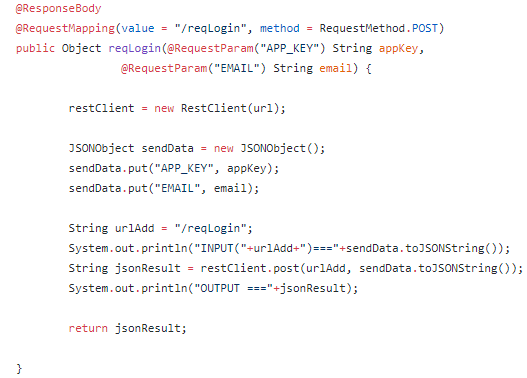 @ResponseBody
@RequestMapping(value = "/reqLogin", method = RequestMethod.POST)
public Object reqLogin(@RequestParam("APP_KEY") String appKey,
@RequestParam("EMAIL") String email) {
restClient = new RestClient(url);
JSONObject sendData = new JSONObject();
sendData.put("APP_KEY", appKey);
sendData.put("EMAIL", email);
String urlAdd = "/reqLogin";
System.out.println("INPUT("+urlAdd+")==="+sendData.toJSONString());
String jsonResult = restClient.post(urlAdd, sendData.toJSONString());
System.out.println("OUTPUT ==="+jsonResult);
return jsonResult;
}